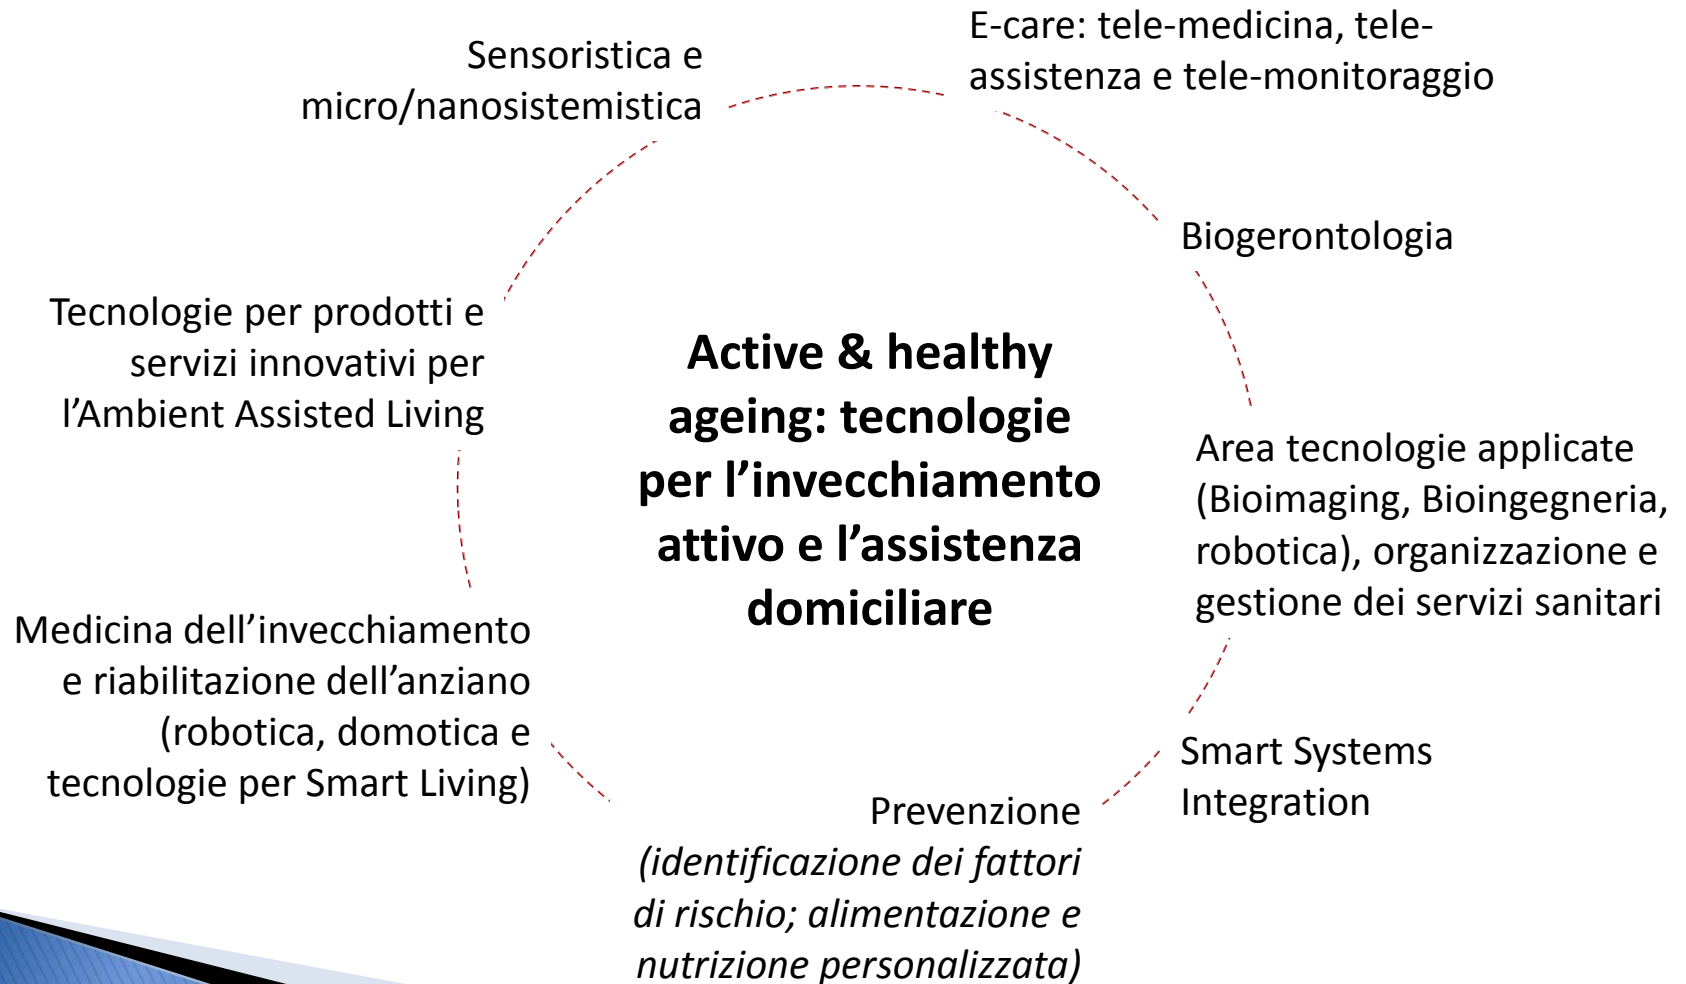 E-care: tele-medicina, tele-
assistenza e tele-monitoraggio
Sensoristica e
micro/nanosistemistica
Biogerontologia
Tecnologie per prodotti e
servizi innovativi per
l’Ambient Assisted Living
Active & healthy
ageing: tecnologie
per l’invecchiamento
attivo e l’assistenza
domiciliare
Area tecnologie applicate
(Bioimaging, Bioingegneria,
robotica), organizzazione e
gestione dei servizi sanitari
Medicina dell’invecchiamento
e riabilitazione dell’anziano
(robotica, domotica e
tecnologie per Smart Living)
Smart Systems
Integration
Prevenzione
(identificazione dei fattori
di rischio; alimentazione e
nutrizione personalizzata)